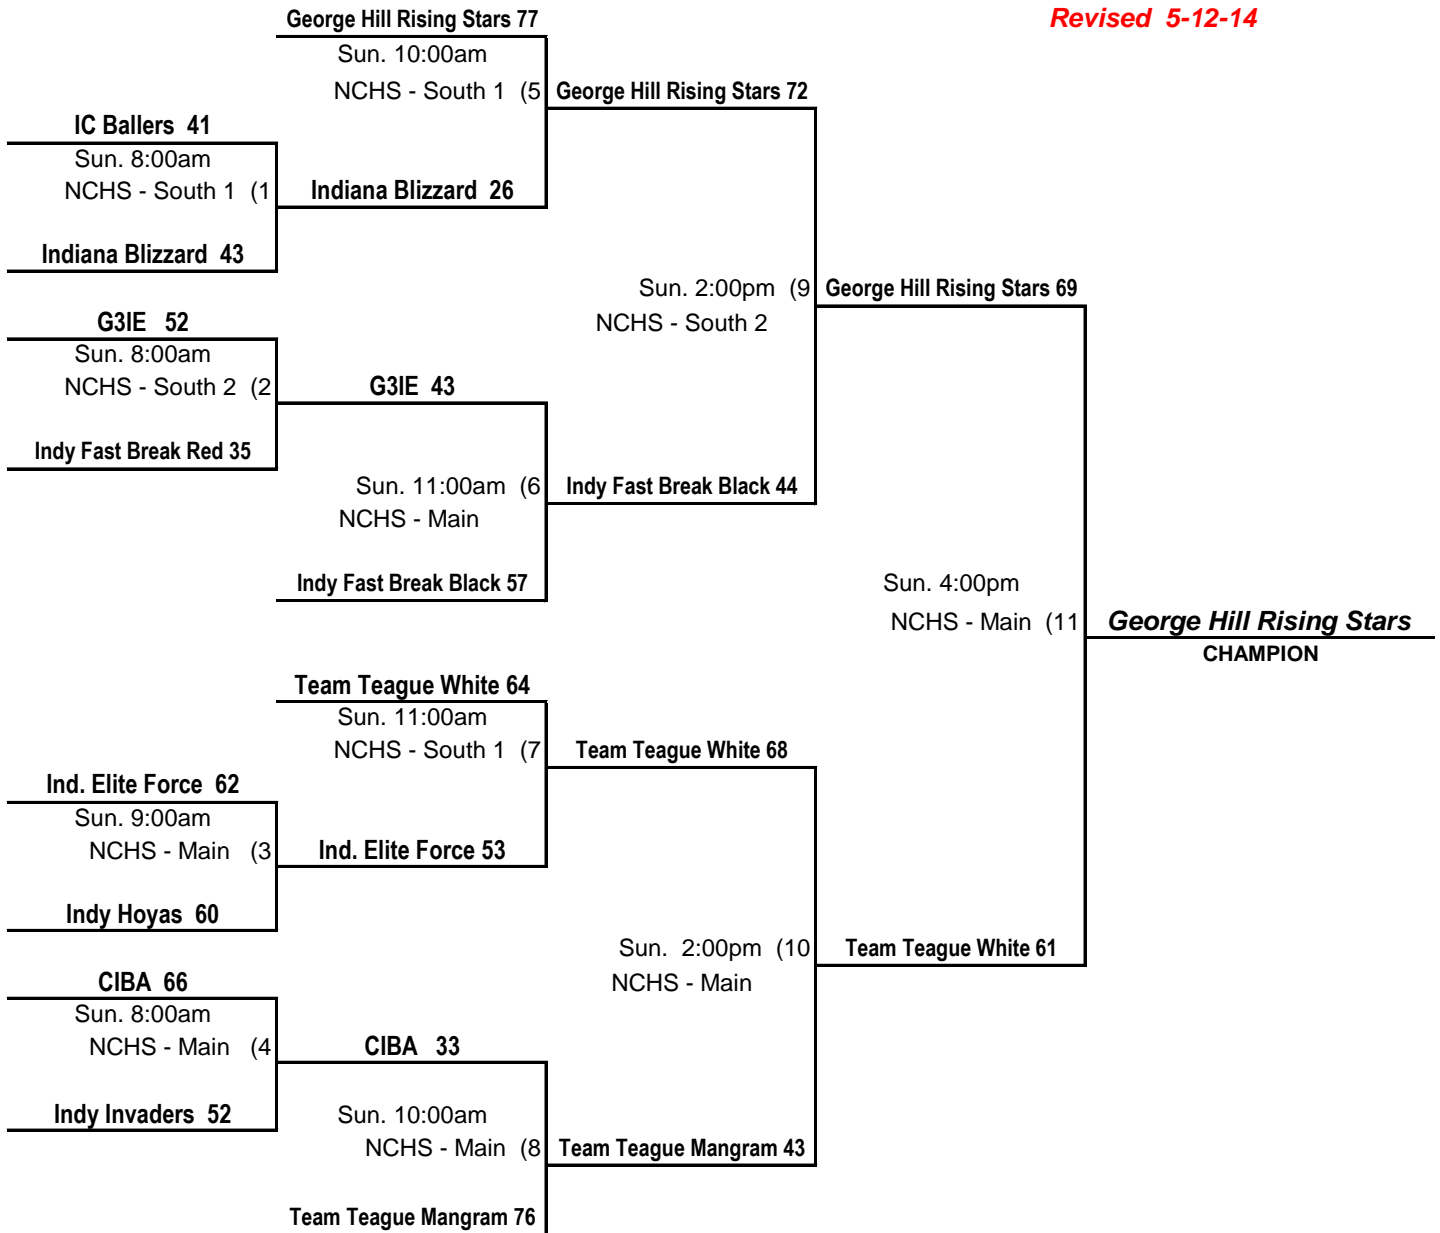 George Hill Rising Stars 77
Revised 5-12-14
Sun. 10:00am
NCHS - South 1 (5
George Hill Rising Stars 72
IC Ballers 41
Sun. 8:00am
NCHS - South 1 (1
Indiana Blizzard 26
Indiana Blizzard 43
Sun. 2:00pm (9
George Hill Rising Stars 69
NCHS - South 2
G3IE 52
Sun. 8:00am
NCHS - South 2 (2
G3IE 43
Indy Fast Break Red 35
Sun. 11:00am (6
Indy Fast Break Black 44
NCHS - Main
Indy Fast Break Black 57
Sun. 4:00pm
NCHS - Main (11
George Hill Rising Stars
CHAMPION
Team Teague White 64
Sun. 11:00am
NCHS - South 1 (7
Team Teague White 68
Ind. Elite Force 62
Sun. 9:00am
NCHS - Main (3
Ind. Elite Force 53
Indy Hoyas 60
Sun. 2:00pm (10
Team Teague White 61
NCHS - Main
CIBA 66
Sun. 8:00am
NCHS - Main (4
CIBA 33
Indy Invaders 52
Sun. 10:00am
NCHS - Main (8
Team Teague Mangram 43
Team Teague Mangram 76